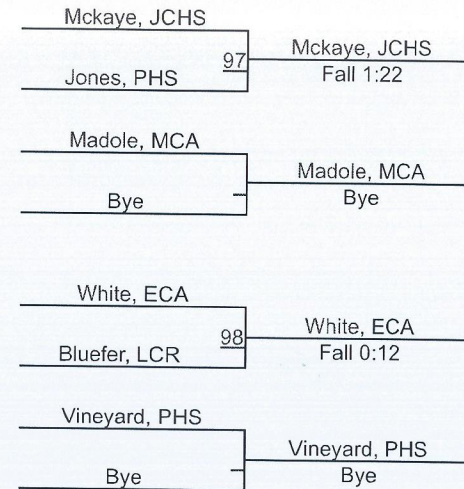 Mckaye, JCHS
97
Mckaye, JCHS
Jones, PHS
Fall 1:22
Madole, MCA
Madole, MCA
Bye
Bye
White, ECA
98
White, ECA
Bluefer, LCR
Fall 0:12
Vineyard, PHS
Vineyard, PHS
Bye
Bye